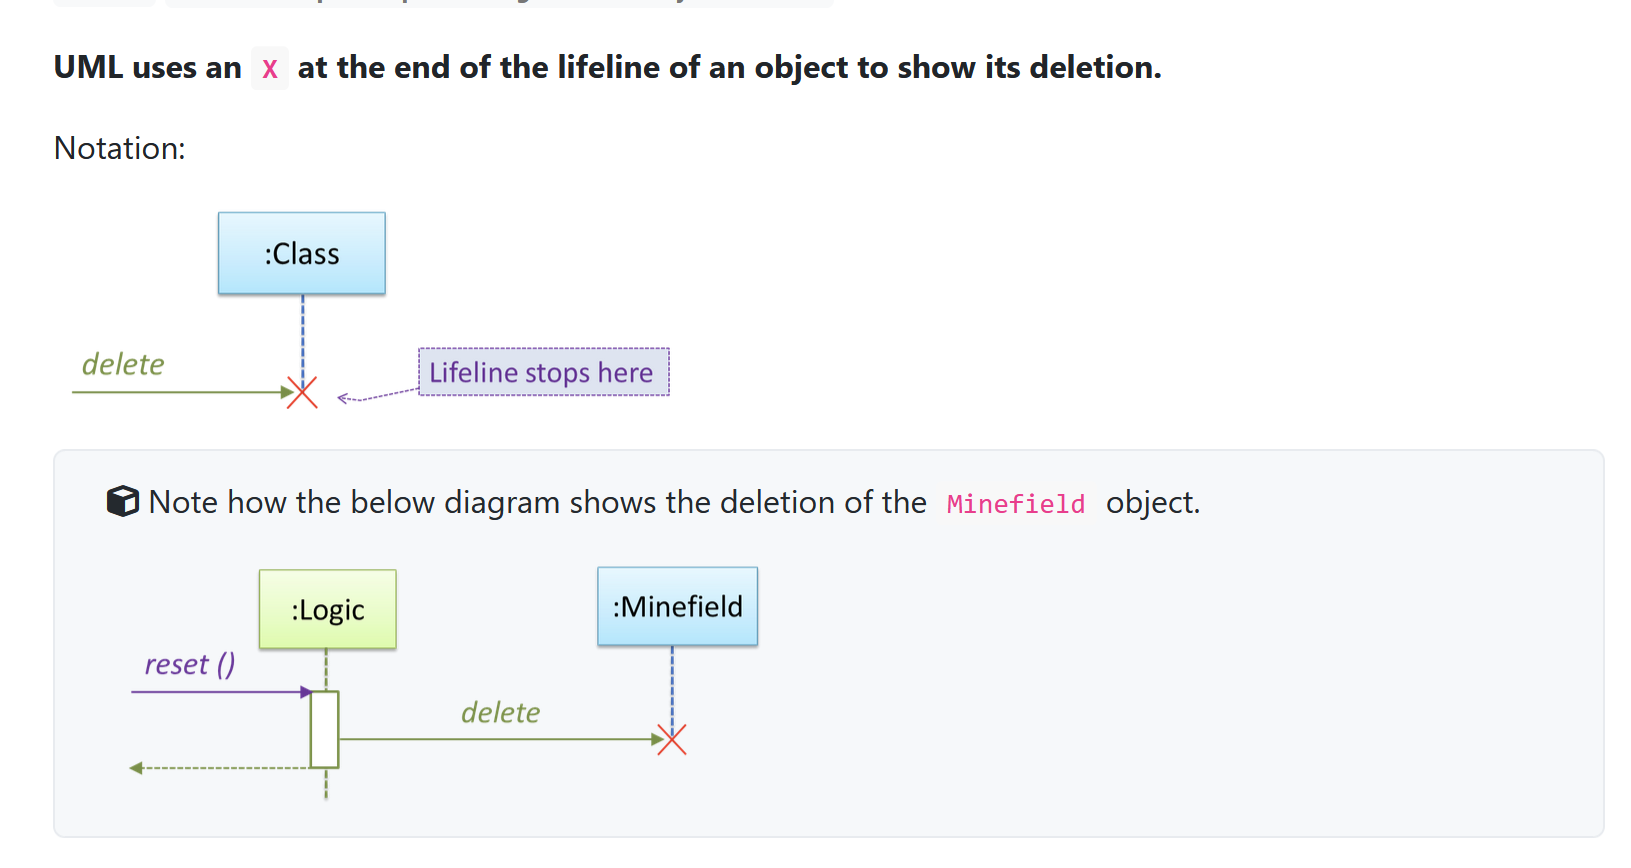 UML uses an X at the end of the lifeline of an object to show its deletion.
Notation:
:Class
delete
Lifeline stops here
Note how the below diagram shows the deletion of the Minefield object.
:Logic
:Minefield
reset ()
delete